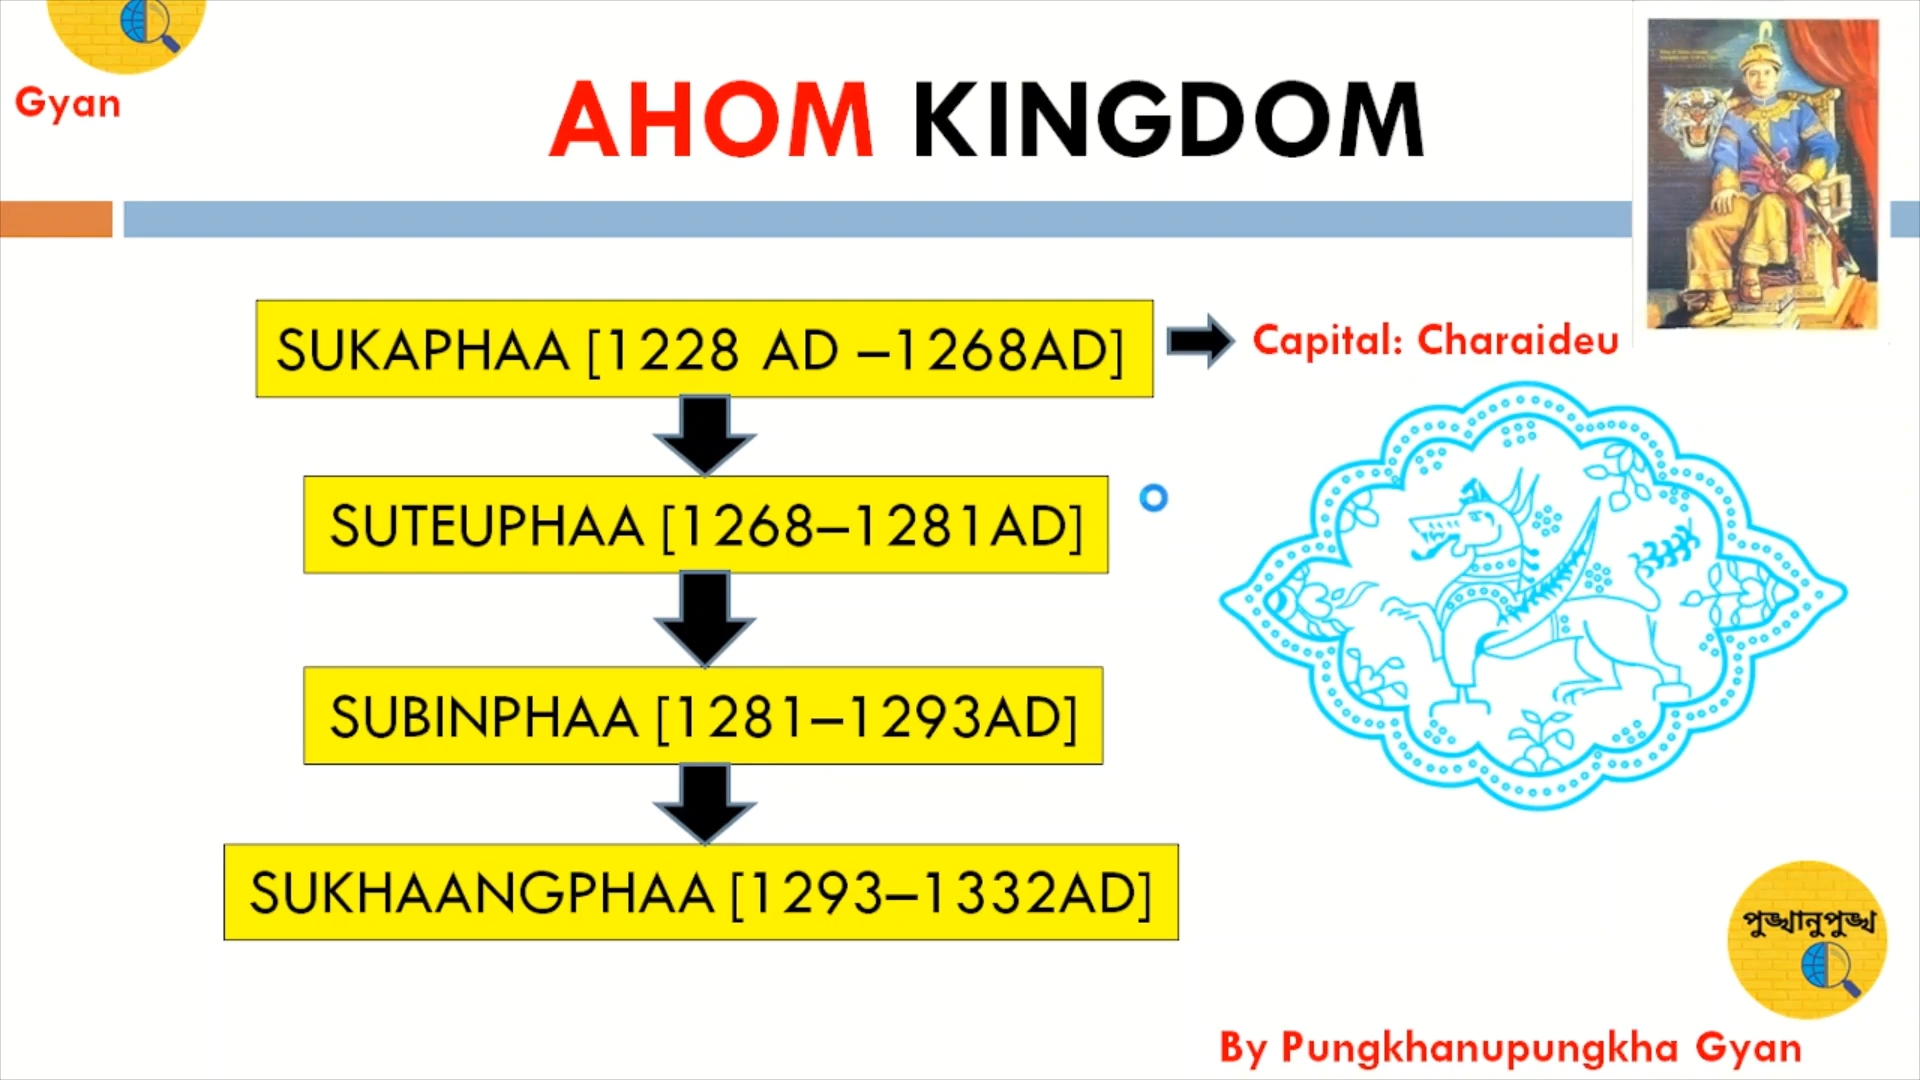 Gyan
AHOM KINGDOM
SUKAPHAA [1228 AD –1268AD]
Capital: Charaideu
SUTEUPHAA [1268–1281AD]
SUBINPHAA [1281–1293AD]
SUKHAANGPHAA [1293–1332AD]
পুঙ্খানুপুঙ্খ
By Pungkhanupungkha Gyan